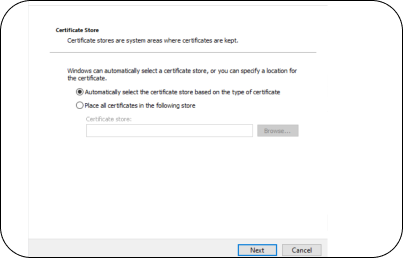 Certificate Store
Certificate stores are system areas where certificates are kept.
Windows can automatically select a certificate store, or you can specify a location for
the certificate.
Automatically select the certificate store based on the type of certificate
Place all certificates in the following store
Certificate store:
Browse...
Next Cancel